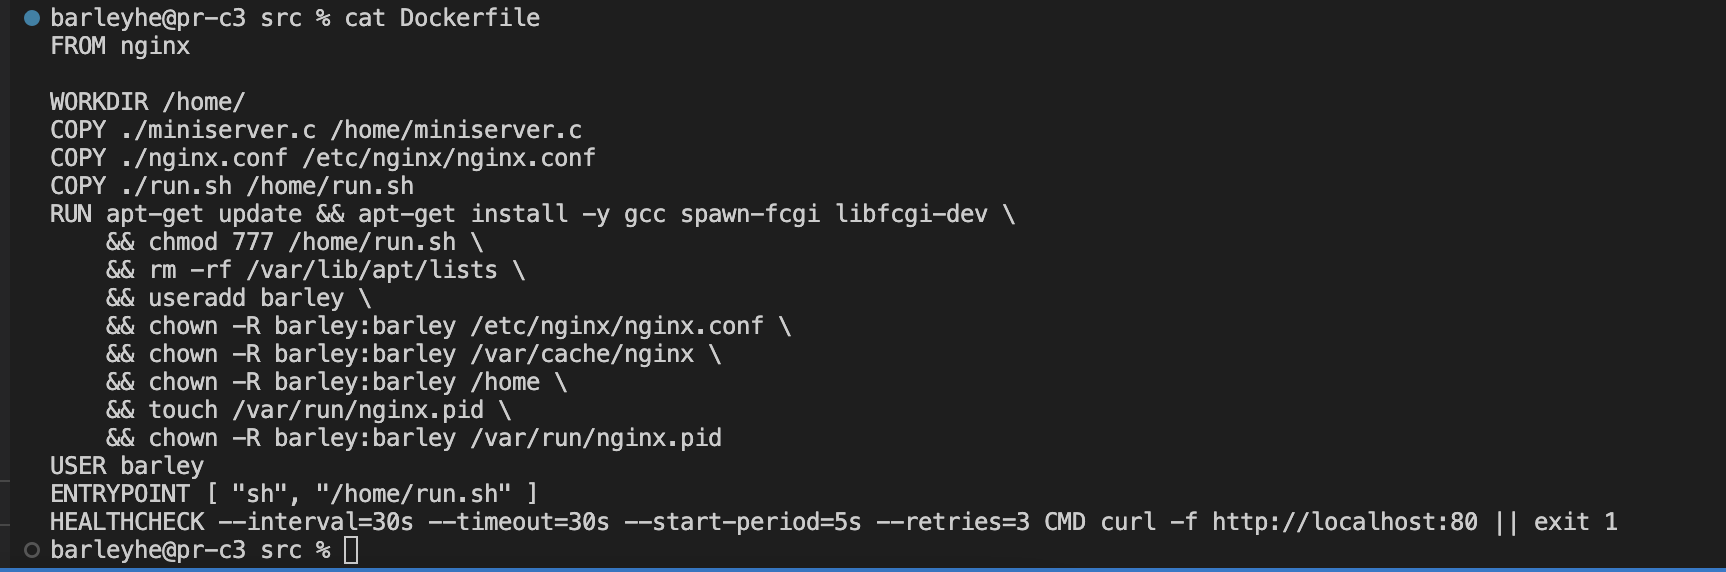 barleyhe@pr-c3 src % cat Dockerfile
FROM nginx
WORKDIR /home/
COPY ./miniserver.c /home/miniserver.c
COPY ./nginx.conf /etc/nginx/nginx.conf
COPY ./run.sh /home/run.sh
RUN apt-get update && apt-get install -y gcc spawn-fcgi libfcgi-dev \
    && chmod 777 /home/run.sh \
    && rm -rf /var/lib/apt/lists \
    && useradd barley \
    && chown -R barley:barley /etc/nginx/nginx.conf \
    && chown -R barley:barley /var/cache/nginx \
    && chown -R barley:barley /home \
    && touch /var/run/nginx.pid \
    && chown -R barley:barley /var/run/nginx.pid
USER barley
ENTRYPOINT [ "sh", "/home/run.sh" ]
HEALTHCHECK --interval=30s --timeout=30s --start-period=5s --retries=3 CMD curl -f http://localhost:80 || exit 1
barleyhe@pr-c3 src %